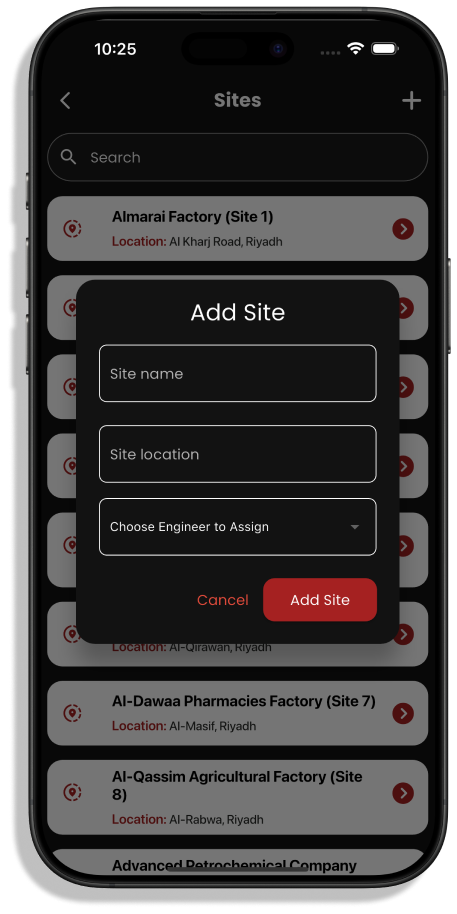 10:25
Sites
Search
Almarai Factory (Site 1)
Location: Al Kharj Road, Riyadh
Add Site
Site name
Site location
Choose Engineer to Assign
Cancel
Add Site
Location: Al-Qirawan, Riyadh
Al-Dawaa Pharmacies Factory (Site 7)
Location: Al-Masif, Riyadh
Al-Qassim Agricultural Factory (Site
8)
Location: Al-Rabwa, Riyadh
Advanced Petrochemical Company